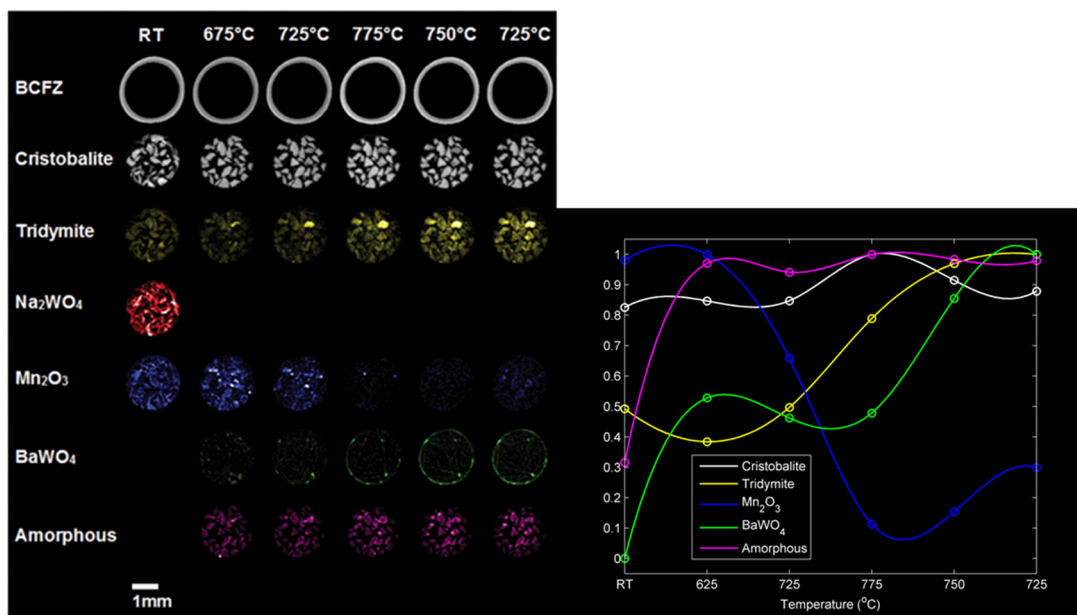 RT 675°C 725°C 775°C 750°C 725°C
BCFZ
Cristobalite
Tridymite
Na₂WO₄
Mn₂O₃
BaWO₄
Amorphous
1mm
1
0.9
0.8
0.7
0.6
0.5
0.4
0.3
0.2
0.1
0
Cristobalite
Tridymite
Mn₂O₃
BaWO₄
Amorphous
RT 625 725 775 750 725
Temperature (°C)